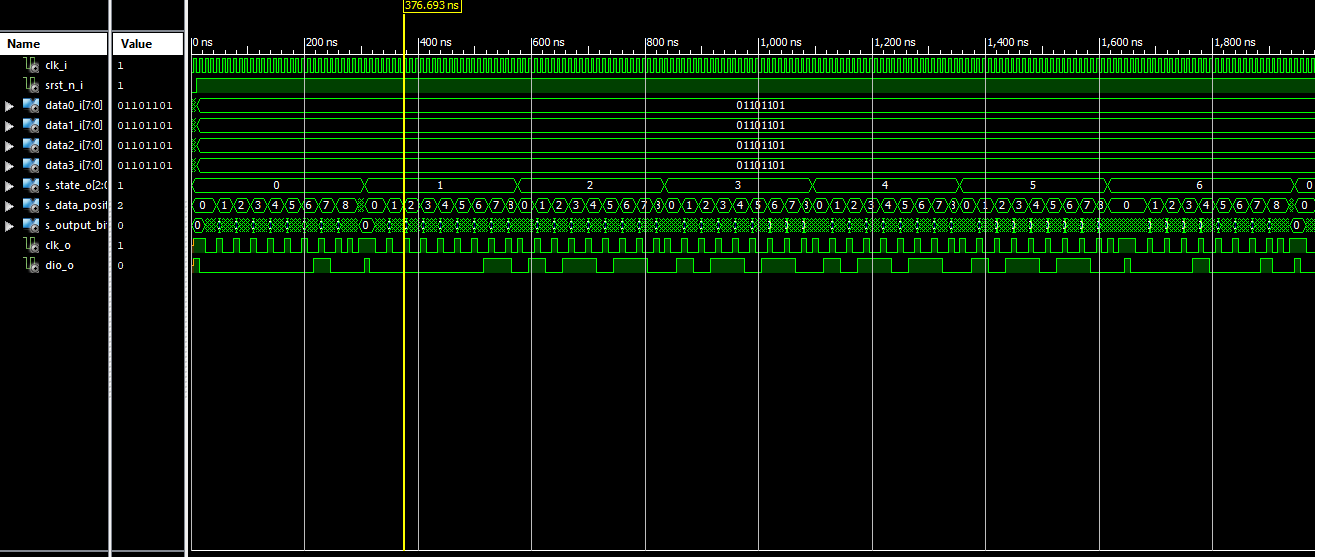 376.693 ns
Name Value 0 ns 200 ns 400 ns 600 ns 800 ns 1,000 ns 1,200 ns 1,400 ns 1,600 ns 1,800 ns
clk_i 1
srst_n_i 1
data0_i[7:0] 01101101 01101101
data1_i[7:0] 01101101 01101101
data2_i[7:0] 01101101 01101101
data3_i[7:0] 01101101 01101101
s_state_o[2:0 1 0 1 2 3 4 5 6 0
s_data_posit 2 0 1 2 3 4 5 6 7 8 0 1 2 3 4 5 6 7 8 0 1 2 3 4 5 6 7 8 0 1 2 3 4 5 6 7 8 0 1 2 3 4 5 6 7 8 0 1 2 3 4 5 6 7 8 0 1 2 3 4 5 6 7 8 0
s_output_bi 0 0 0 0
clk_o 1
dio_o 0